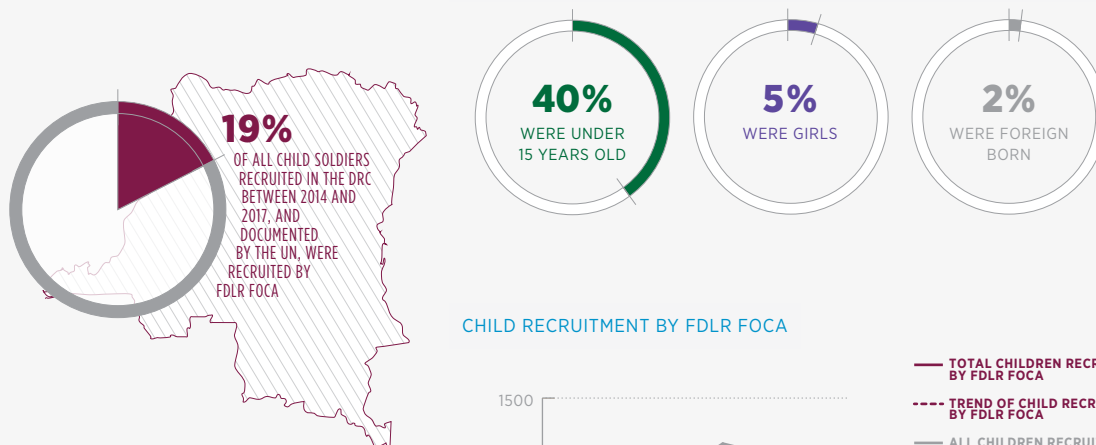 19%
OF ALL CHILD SOLDIERS
RECRUITED IN THE DRC
BETWEEN 2014 AND
2017, AND
DOCUMENTED
BY THE UN, WERE
RECRUITED BY
FDLR FOCA
40%
WERE UNDER
15 YEARS OLD
5%
WERE GIRLS
2%
WERE FOREIGN
BORN
CHILD RECRUITMENT BY FDLR FOCA
1500
TOTAL CHILDREN
BY FDLR FOCA
TREND OF CHILD
BY FDLR FOCA
ALL CHILDREN